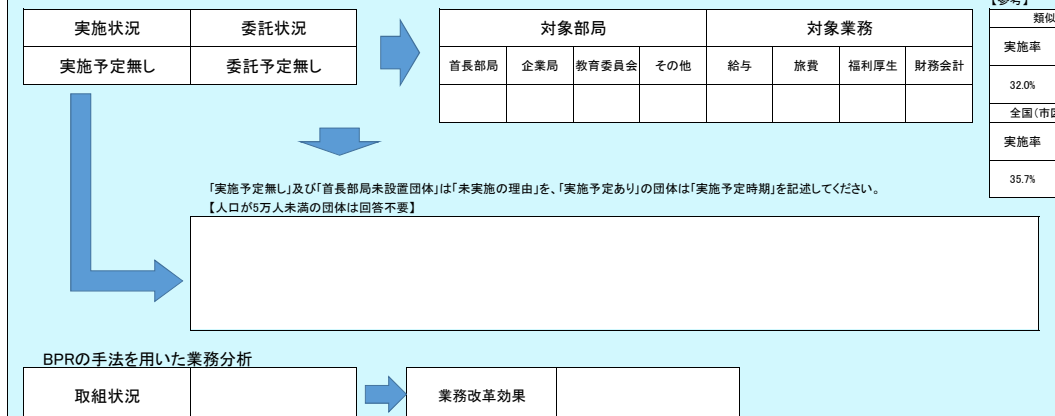 【参考】
実施状況 委託状況 対象部局 対象業務 類似
実施予定無し 委託予定無し 首長部局 企業局 教育委員会 その他 給与 旅費 福利厚生 財務会計 実施率
32.0%
全国(市区
実施率
35.7%
「実施予定無し」及び「首長部局未設置団体」は「未実施の理由」を、「実施予定あり」の団体は「実施予定時期」を記述してください。
【人口が5万人未満の団体は回答不要】
BPRの手法を用いた業務分析
取組状況 業務改革効果